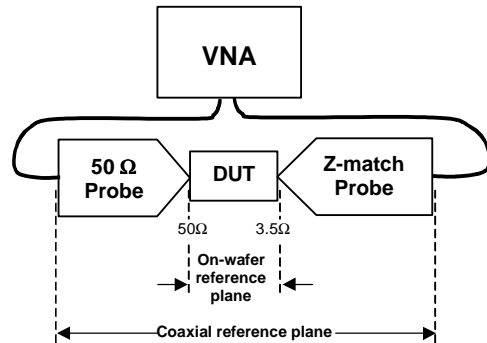 VNA
50 Ω
Probe
DUT
Z-match
Probe
50Ω
3.5Ω
On-wafer
reference
plane
Coaxial reference plane